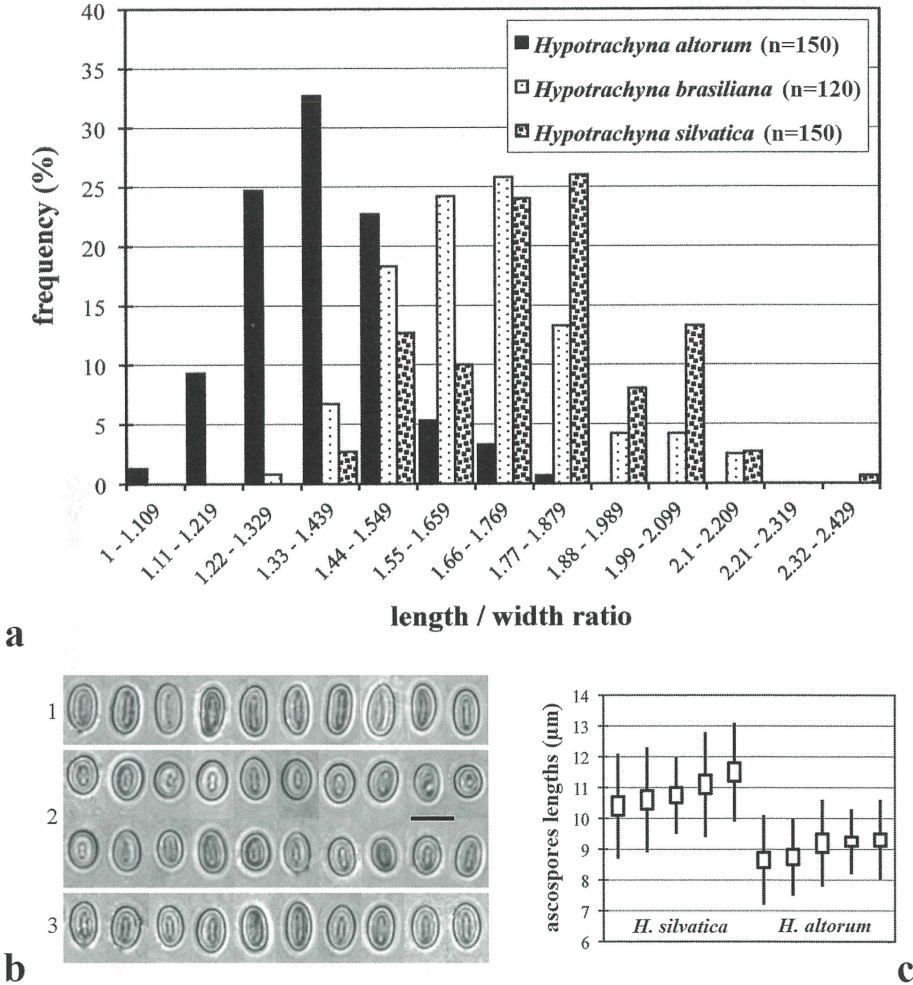 40
35
30
25
20
15
10
5
0
frequency (%)
Hypotrachyna altorum (n=150)
Hypotrachyna brasiliana (n=120)
Hypotrachyna silvatica (n=150)
1 - 1.109
1.11 - 1.219
1.22 - 1.329
1.33 - 1.439
1.44 - 1.549
1.55 - 1.659
1.66 - 1.769
1.77 - 1.879
1.88 - 1.989
1.99 - 2.099
2.1 - 2.209
2.21 - 2.319
2.32 - 2.429
length / width ratio
a
1
2
3
b
ascospores lengths (µm)
14
13
12
11
10
9
8
7
6
H. silvatica
H. altorum
c